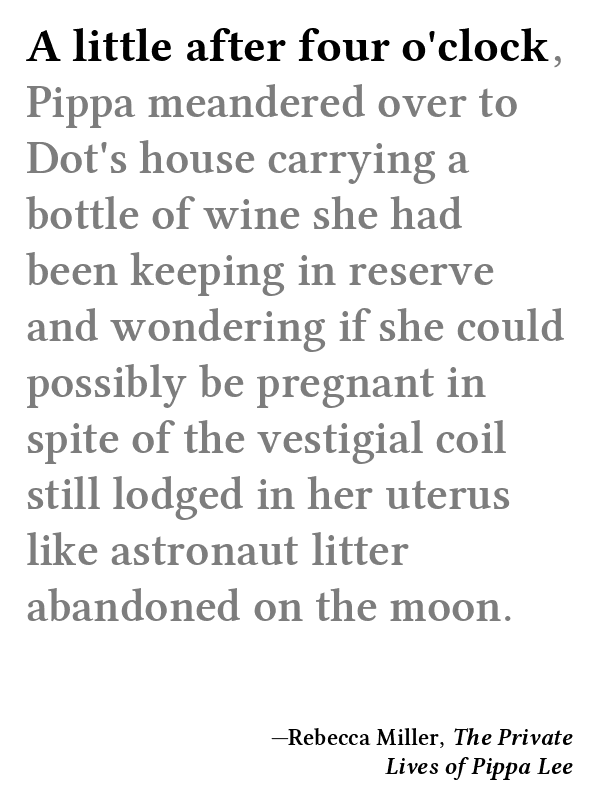 A little after four o'clock,
Pippa meandered over to
Dot's house carrying a
bottle of wine she had
been keeping in reserve
and wondering if she could
possibly be pregnant in
spite of the vestigial coil
still lodged in her uterus
like astronaut litter
abandoned on the moon.
—Rebecca Miller, The Private
Lives of Pippa Lee